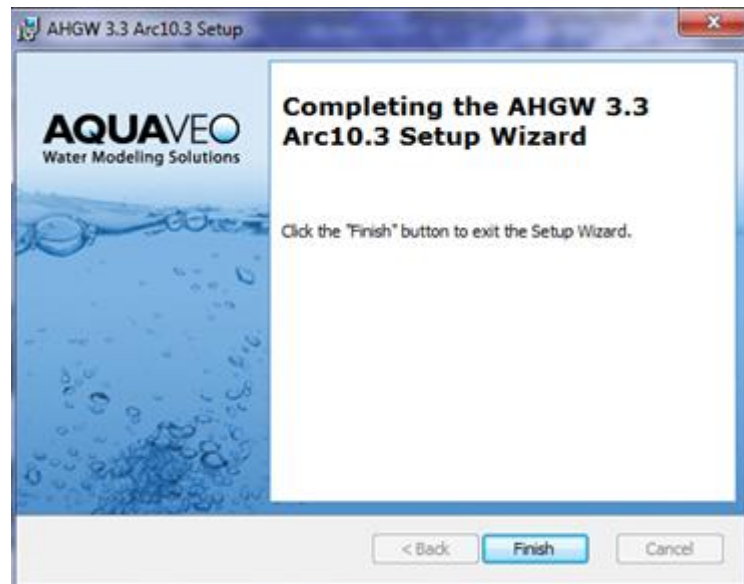 AHGW 3.3 Arc10.3 Setup
x
AQUAVEO
Water Modeling Solutions
Completing the AHGW 3.3
Arc10.3 Setup Wizard
Click the "Finish" button to exit the Setup Wizard.
< Back
Finish
Cancel